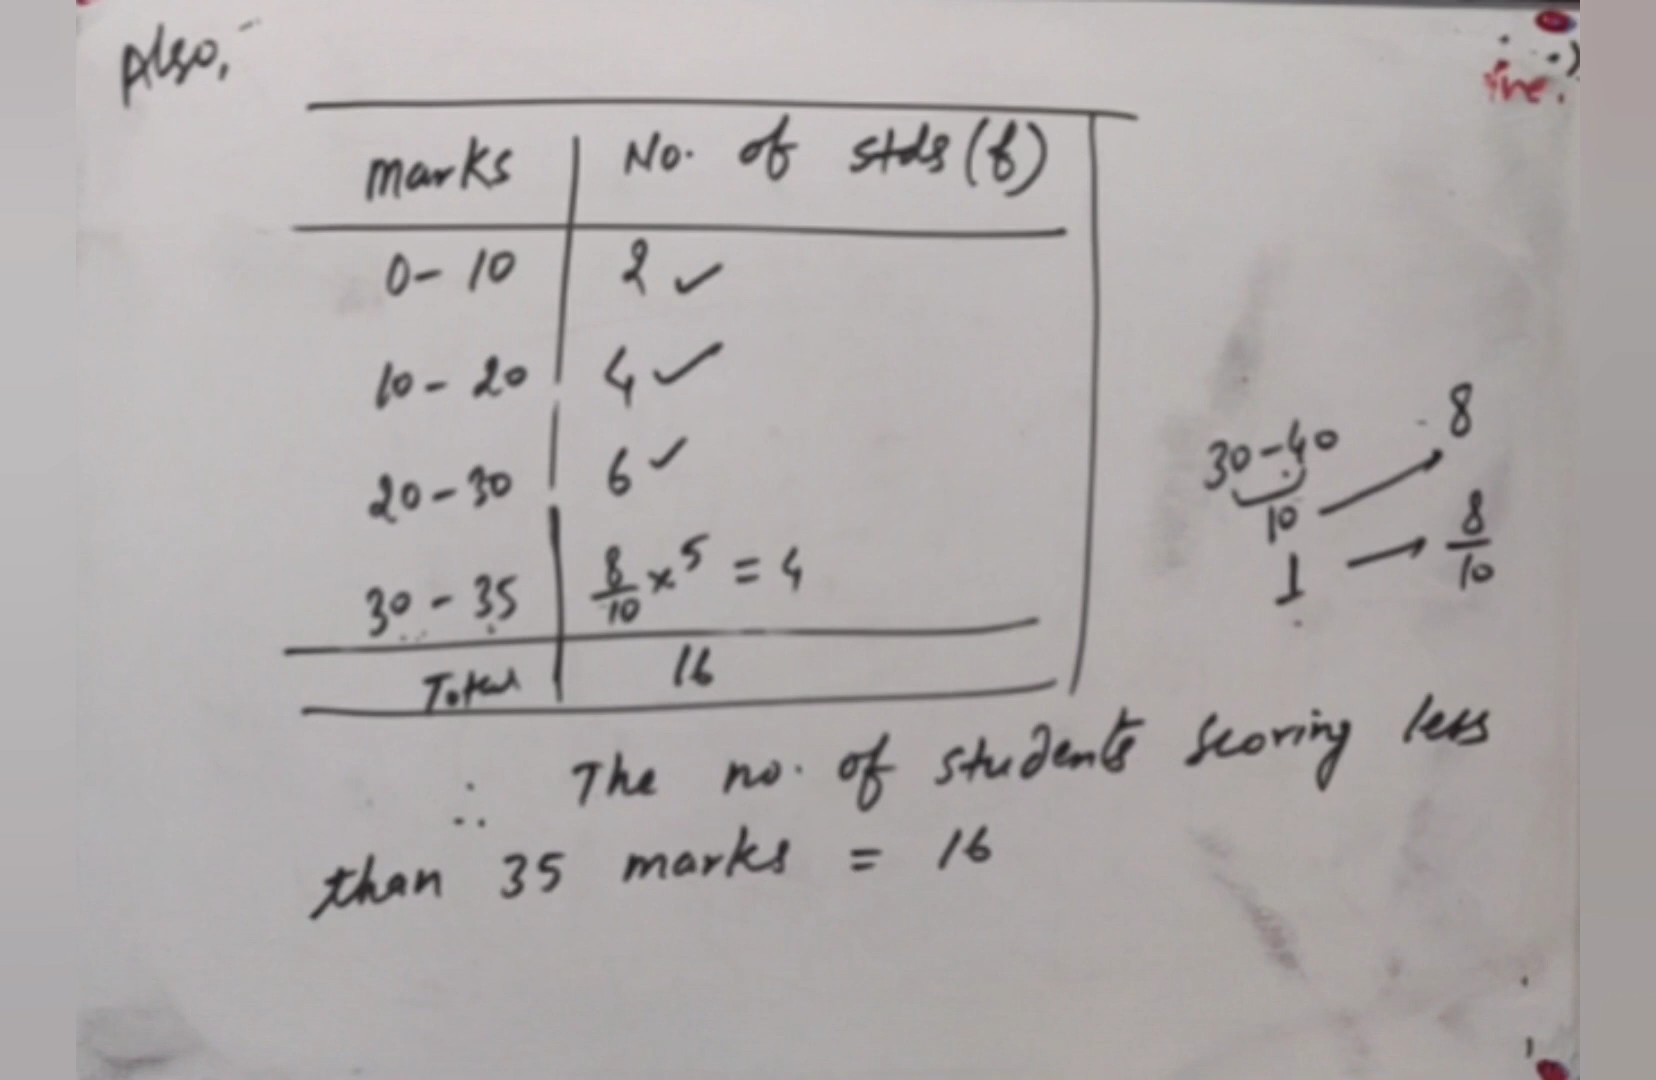 Also,
marks | No. of stds (f)
0-10 | 2 ✓
10-20 | 4 ✓
20-30 | 6 ✓
30-35 | 8/10 × 5 = 4
Total | 16
30-40
10 → 8
1 → 8/10
∴ The no. of students scoring less
than 35 marks = 16